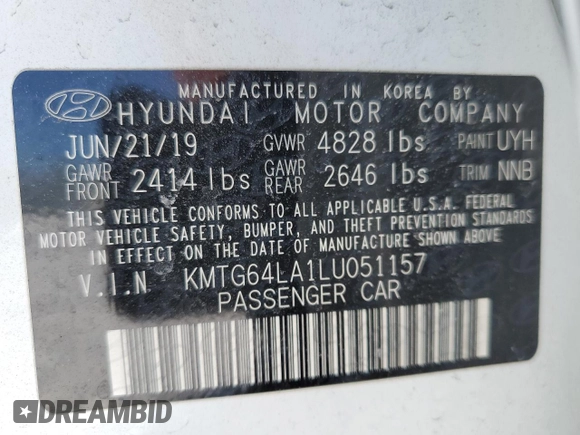 MANUFACTURED IN KOREA BY
HYUNDAI MOTOR COMPANY
JUN/21/19 GVWR 4828 lbs PAINT UYH
GAWR FRONT 2414 lbs GAWR REAR 2646 lbs TRIM NNB
THIS VEHICLE CONFORMS TO ALL APPLICABLE U.S.A. FEDERAL
MOTOR VEHICLE SAFETY, BUMPER, AND THEFT PREVENTION STANDARDS
IN EFFECT ON THE DATE OF MANUFACTURE SHOWN ABOVE
V.I.N KMTG64LA1LU051157
PASSENGER CAR
DREAMBID